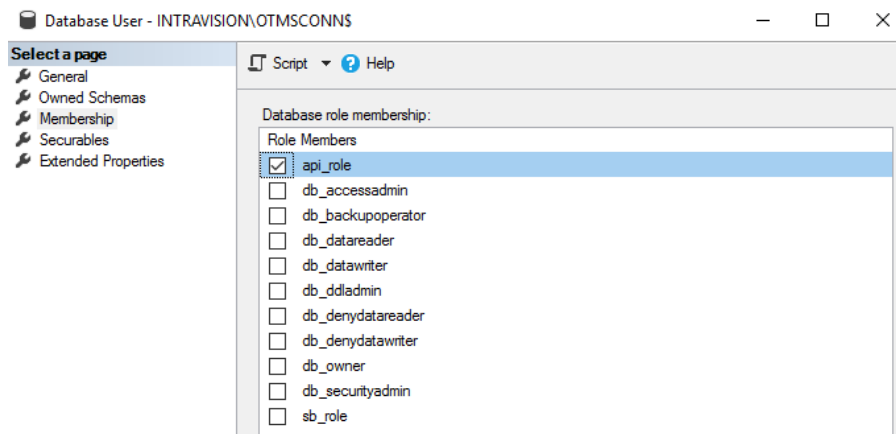 Database User - INTRAVISION\OTMSCONN$
Select a page
General
Owned Schemas
Membership
Securables
Extended Properties
Script
Help
Database role membership:
Role Members
api_role
db_accessadmin
db_backupoperator
db_datareader
db_datawriter
db_ddladmin
db_denydatareader
db_denydatawriter
db_owner
db_securityadmin
sb_role